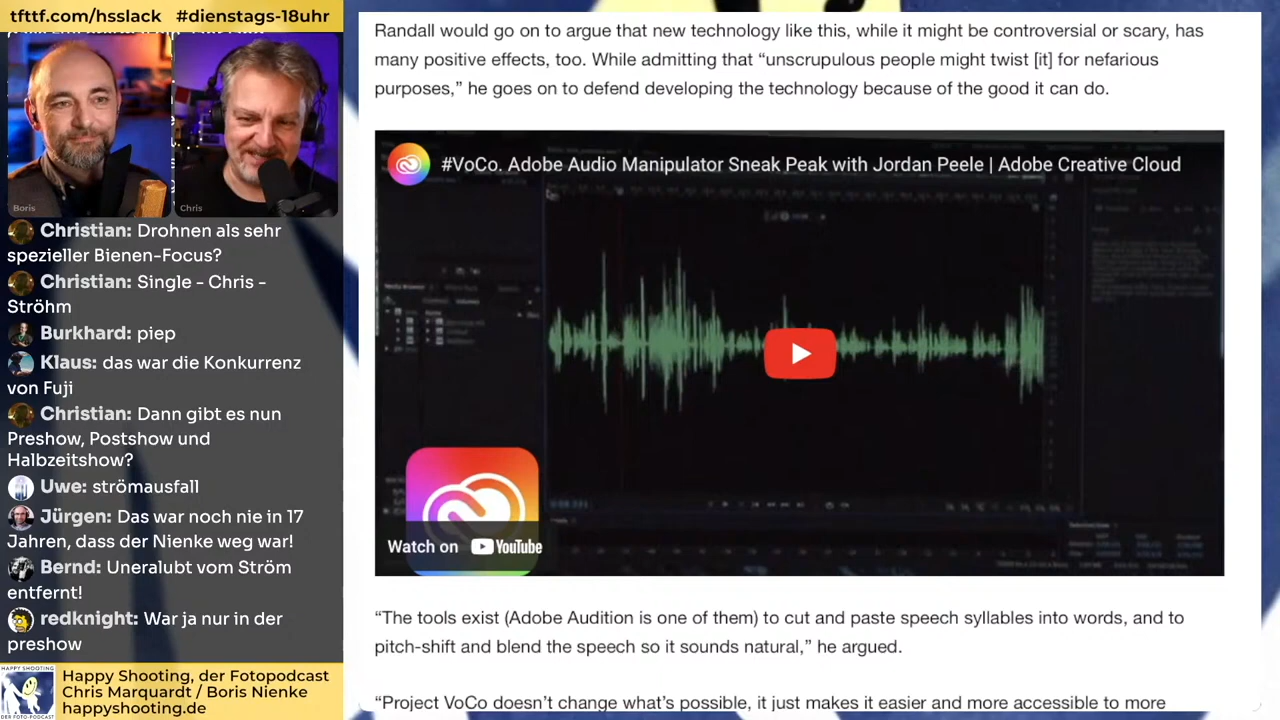 tfttf.com/hsslack #dienstags-18uhr
Boris
Chris
Christian: Drohnen als sehr
spezieller Bienen-Focus?
Christian: Single - Chris -
Ströhm
Burkhard: piep
Klaus: das war die Konkurrenz
von Fuji
Christian: Dann gibt es nun
Preshow, Postshow und
Halbzeitshow?
Uwe: strömausfall
Jürgen: Das war noch nie in 17
Jahren, dass der Nienke weg war!
Bernd: Uneralubt vom Ström
entfernt!
redknight: War ja nur in der
preshow
HAPPY SHOOTING
DER FOTO-PODCAST
Happy Shooting, der Fotopodcast
Chris Marquardt / Boris Nienke
happyshooting.de
Randall would go on to argue that new technology like this, while it might be controversial or scary, has
many positive effects, too. While admitting that “unscrupulous people might twist [it] for nefarious
purposes,” he goes on to defend developing the technology because of the good it can do.
#VoCo. Adobe Audio Manipulator Sneak Peak with Jordan Peele | Adobe Creative Cloud
Watch on YouTube
“The tools exist (Adobe Audition is one of them) to cut and paste speech syllables into words, and to
pitch-shift and blend the speech so it sounds natural,” he argued.
“Project VoCo doesn’t change what’s possible, it just makes it easier and more accessible to more